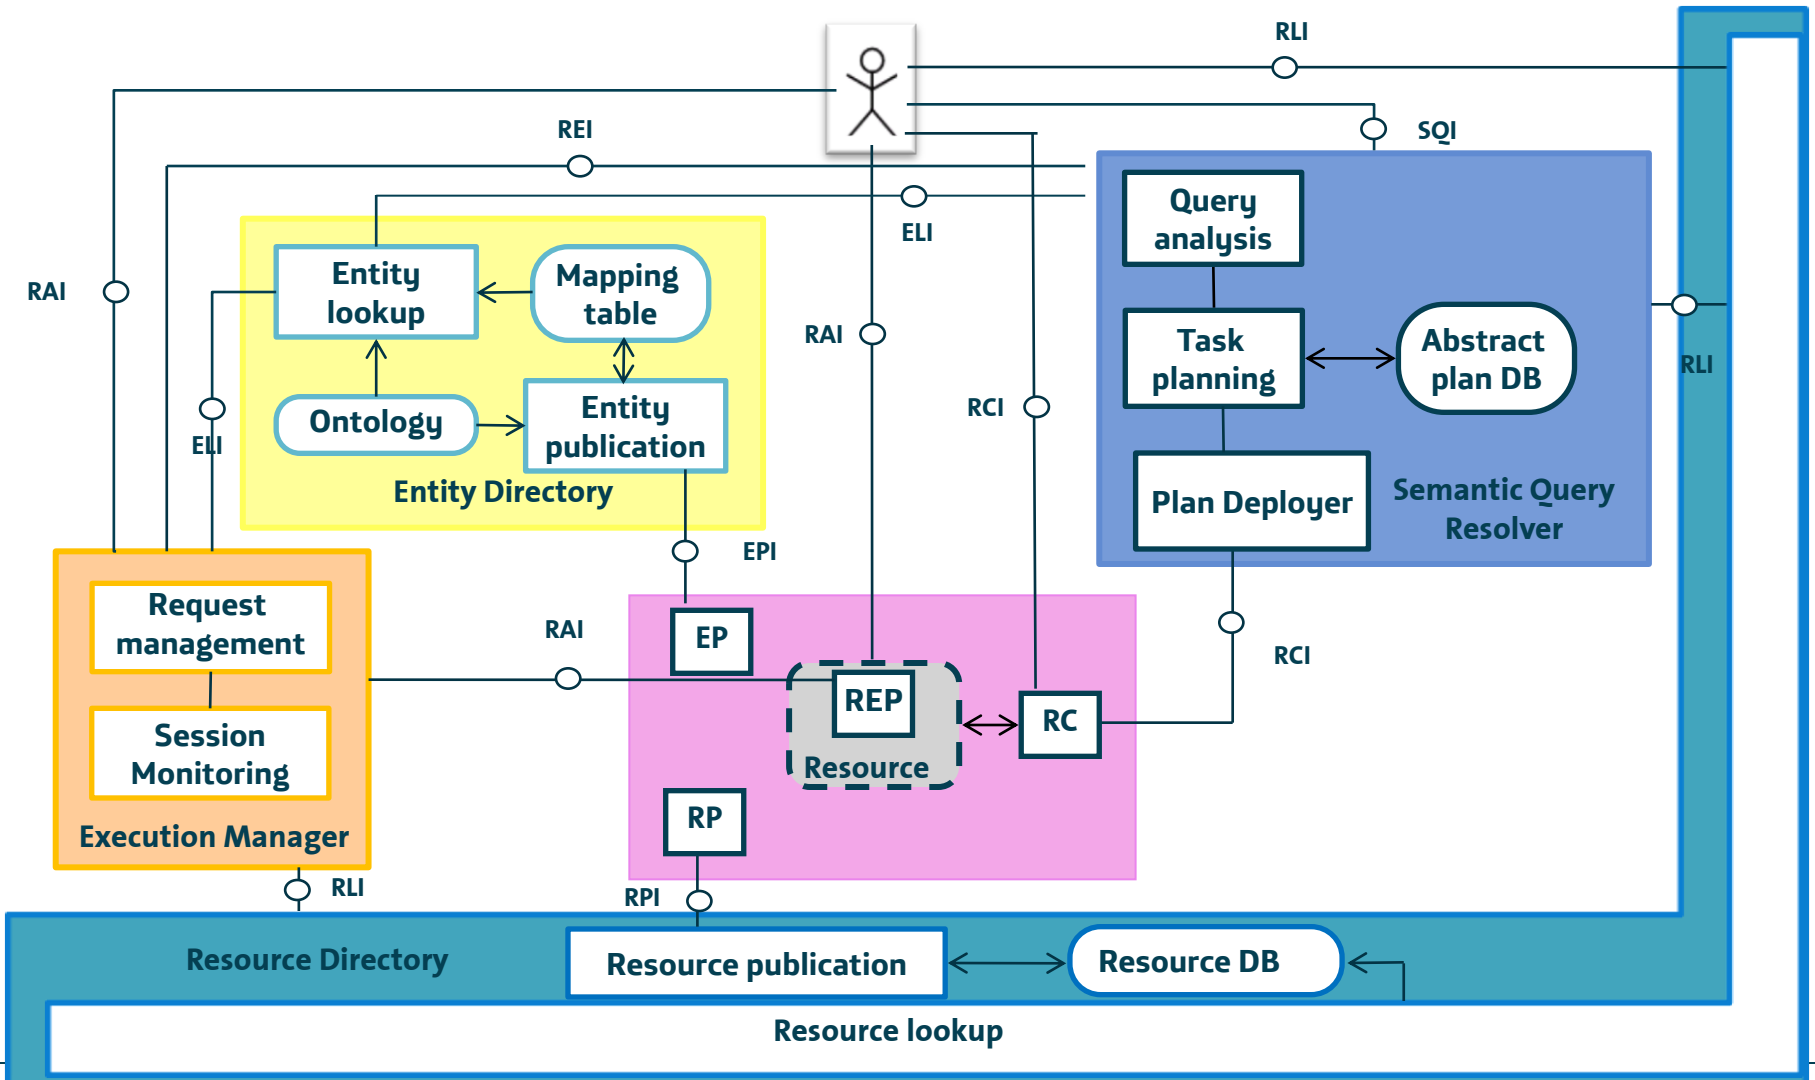 RLI
REI
SQI
ELI
RAI
RAI
RCI
RLI
ELI
Query
analysis
Task
planning
Abstract
plan DB
Plan Deployer
Semantic Query
Resolver
Entity
lookup
Mapping
table
Ontology
Entity
publication
Entity Directory
EPI
RCI
Request
management
Session
Monitoring
Execution Manager
RAI
EP
REP
Resource
RC
RP
RLI
RPI
Resource Directory
Resource publication
Resource DB
Resource lookup